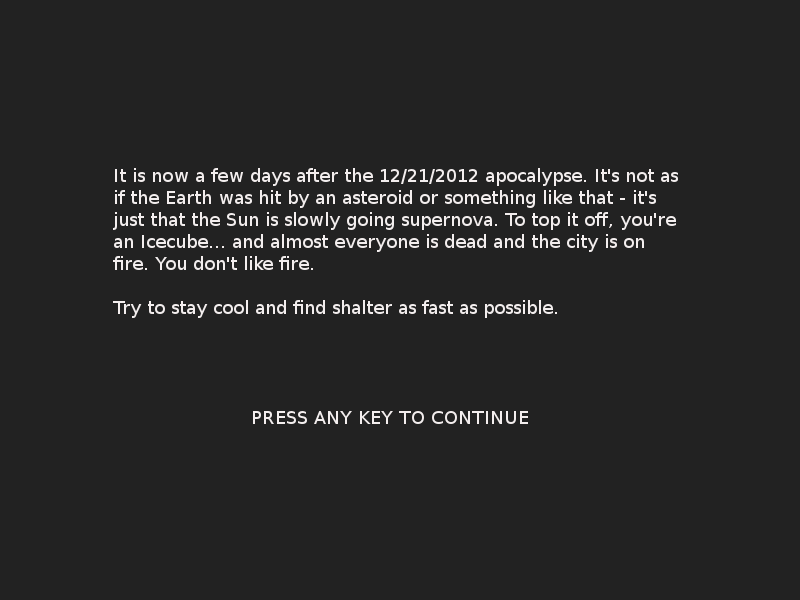 It is now a few days after the 12/21/2012 apocalypse. It's not as
if the Earth was hit by an asteroid or something like that - it's
just that the Sun is slowly going supernova. To top it off, you're
an Icecube... and almost everyone is dead and the city is on
fire. You don't like fire.
Try to stay cool and find shalter as fast as possible.
PRESS ANY KEY TO CONTINUE